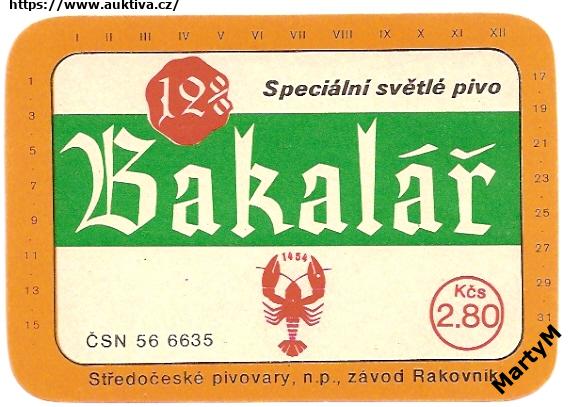 https://www.auktiva.cz/
I II III IV V VI VII VIII IX X XI XII
1 17
12%
Speciální světlé pivo
3 19
5 21
Bakalář
7 23
9 25
11 27
1454
13 29
Kčs
2.80
15 31
ČSN 56 6635
Středočeské pivovary, n.p., závod Rakovník
MartyM